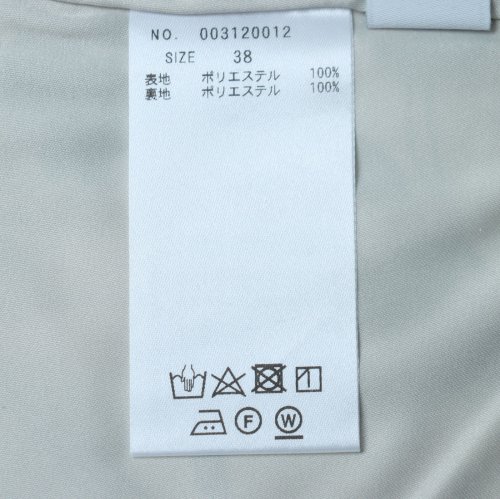 NO. 003120012
SIZE 38
表地 ポリエステル 100%
裏地 ポリエステル 100%
F W